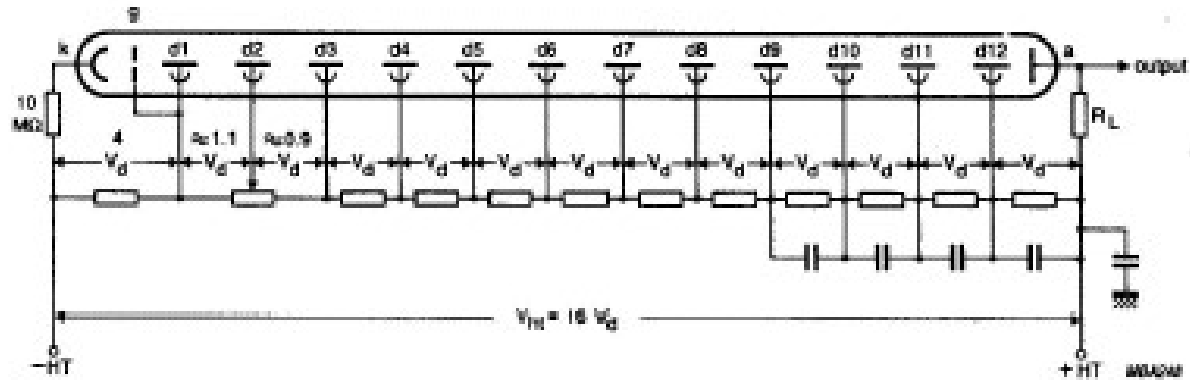 g
k d1 d2 d3 d4 d5 d6 d7 d8 d9 d10 d11 d12 a
output
10 MΩ
R_L
4 V_d ≈1.1 V_d ≈0.9 V_d V_d V_d V_d V_d V_d V_d V_d V_d V_d V_d
V_ht = 16 V_d
−HT
+HT